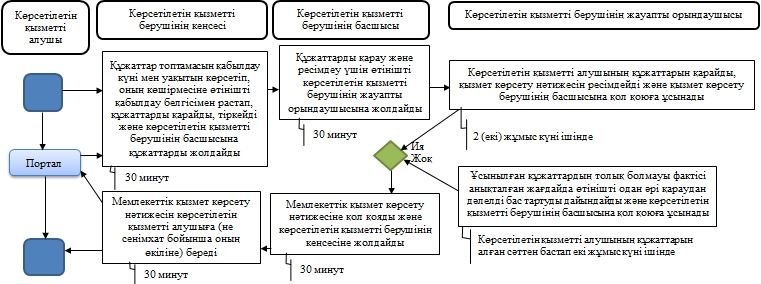 Көрсетілетін
қызметті
алушы
Көрсетілетін қызметті
берушінің кеңсесі
Көрсетілетін қызметті
берушінің басшысы
Көрсетілетін қызметті берушінің жауапты орындаушысы
Құжаттар топтамасын қабылдау
күні мен уақытын көрсетіп,
оның көшірмесіне өтінішті
қабылдау белгісімен растап,
құжаттарды қарайды, тіркейді
және көрсетілетін қызметті
берушінің басшысына
құжаттарды жолдайды
30 минут
Құжаттарды қарау және
ресімдеу үшін өтінішті
көрсетілетін қызметті
берушінің жауапты
орындаушысына жолдайды
30 минут
Көрсетілетін қызметті алушының құжаттарын қарайды,
қызмет көрсету нәтижесін ресімдейді және қызмет көрсету
берушінің басшысына қол қоюға ұсынады
2 (екі) жұмыс күні ішінде
Портал
Ия
Жоқ
Ұсынылған құжаттардың толық болмауы фактісі
анықталған жағдайда өтінішті одан әрі қараудан
дәлелді бас тартуды дайындайды және көрсетілетін
қызметті берушінің басшысына қол қоюға ұсынады
Көрсетілетін қызметті алушының құжаттарын
алған сәттен бастап екі жұмыс күні ішінде
Мемлекеттік қызмет көрсету
нәтижесіне қол қояды және
көрсетілетін қызметті берушінің
кеңсесіне жолдайды
30 минут
Мемлекеттік қызмет көрсету
нәтижесін көрсетілетін
қызметті алушыға (не
сенімхат бойынша оның
өкіліне) береді
30 минут